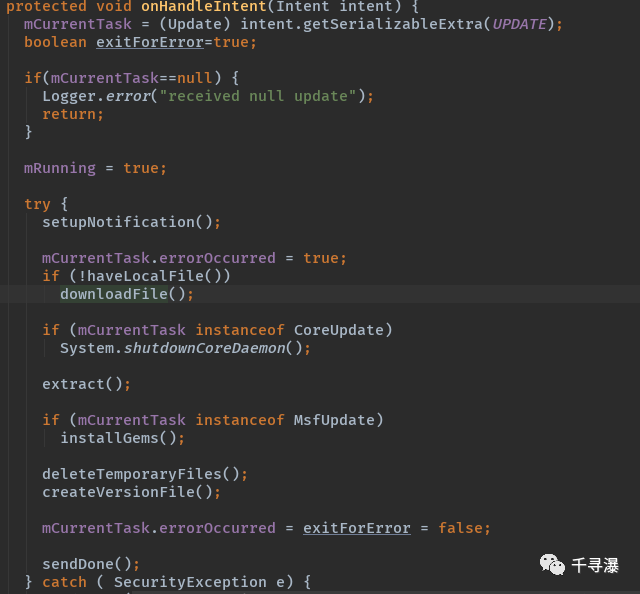 protected void onHandleIntent(Intent intent) {
mCurrentTask = (Update) intent.getSerializableExtra(UPDATE);
boolean exitForError=true;
if(mCurrentTask==null) {
Logger.error("received null update");
return;
}
mRunning = true;
try {
setupNotification();
mCurrentTask.errorOccurred = true;
if (!haveLocalFile())
downloadFile();
if (mCurrentTask instanceof CoreUpdate)
System.shutdownCoreDaemon();
extract();
if (mCurrentTask instanceof MsfUpdate)
installGems();
deleteTemporaryFiles();
createVersionFile();
mCurrentTask.errorOccurred = exitForError = false;
sendDone();
} catch ( SecurityException e) {
千寻瀑